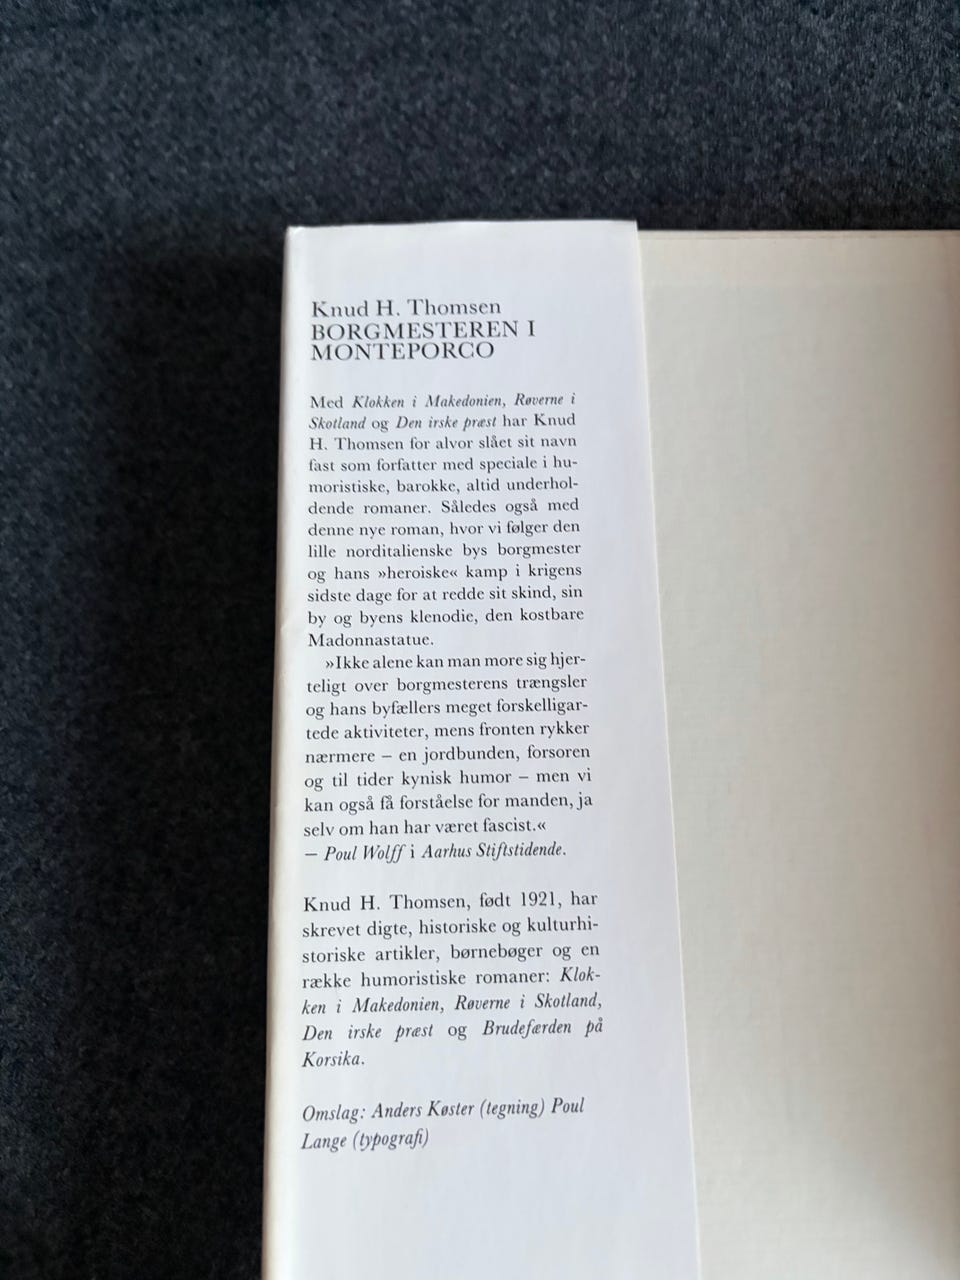 Knud H. Thomsen
BORGMESTEREN I
MONTEPORCO
Med Klokken i Makedonien, Røverne i
Skotland og Den irske præst har Knud
H. Thomsen for alvor slået sit navn
fast som forfatter med speciale i hu-
moristiske, barokke, altid underhol-
dende romaner. Således også med
denne nye roman, hvor vi følger den
lille norditalienske bys borgmester
og hans »heroiske« kamp i krigens
sidste dage for at redde sit skind, sin
by og byens klenodie, den kostbare
Madonnastatue.
»Ikke alene kan man more sig hjer-
teligt over borgmesterens trængsler
og hans byfællers meget forskelligar-
tede aktiviteter, mens fronten rykker
nærmere – en jordbunden, forsoren
og til tider kynisk humor – men vi
kan også få forståelse for manden, ja
selv om han har været fascist.«
– Poul Wolff i Aarhus Stiftstidende.
Knud H. Thomsen, født 1921, har
skrevet digte, historiske og kulturhi-
storiske artikler, børnebøger og en
række humoristiske romaner: Klok-
ken i Makedonien, Røverne i Skotland,
Den irske præst og Brudefærden på
Korsika.
Omslag: Anders Køster (tegning) Poul
Lange (typografi)